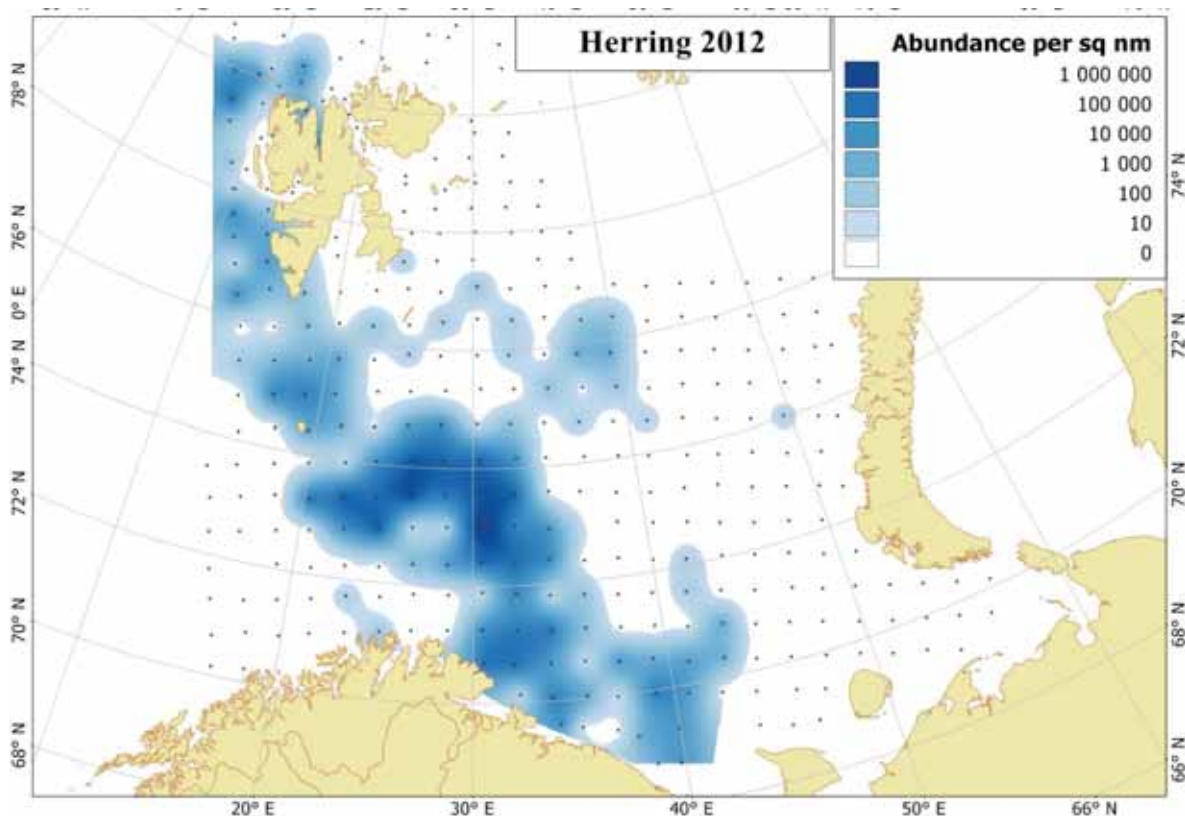 Herring 2012
Abundance per sq nm
1 000 000
100 000
10 000
1 000
100
10
0
78° N
76° N
0° E
74° N
72° N
70° N
68° N
74° N
72° N
70° N
68° N
66° N
20° E
30° E
40° E
50° E
66° N